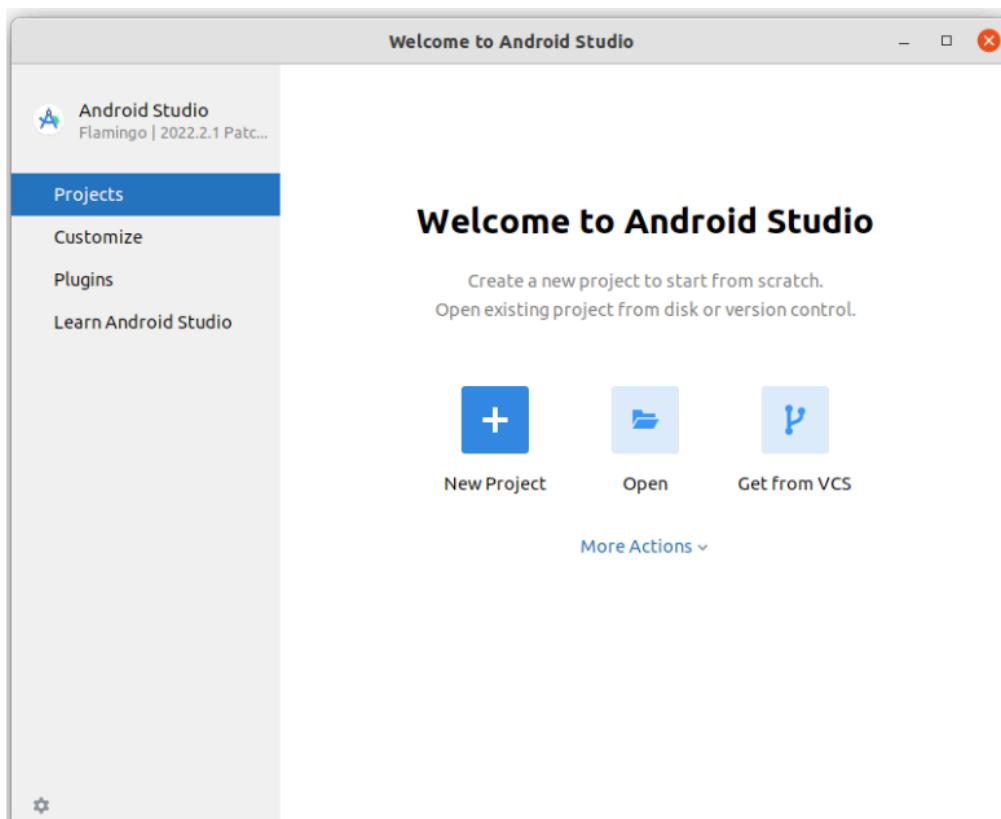 Welcome to Android Studio
Android Studio
Flamingo | 2022.2.1 Patc...
Projects
Customize
Plugins
Learn Android Studio
Welcome to Android Studio
Create a new project to start from scratch.
Open existing project from disk or version control.
New Project
Open
Get from VCS
More Actions